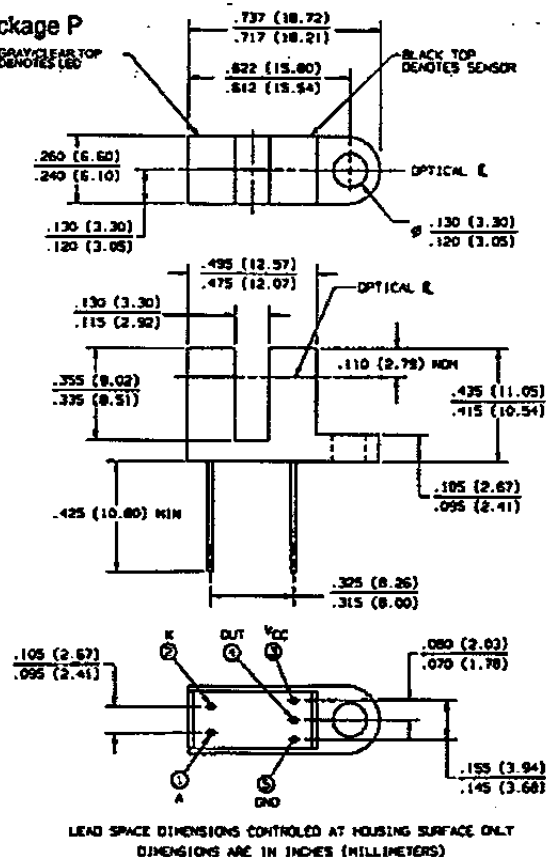 ckage P
GRAY/CLEAR TOP
DENOTES LED
.737 (18.72)
.717 (18.21)
.622 (15.80)
.612 (15.54)
BLACK TOP
DENOTES SENSOR
.260 (6.60)
.240 (6.10)
OPTICAL ℄
.130 (3.30)
.120 (3.05)
Ø .130 (3.30)
.120 (3.05)
.495 (12.57)
.475 (12.07)
OPTICAL ℄
.130 (3.30)
.115 (2.92)
.110 (2.79) NOM
.355 (9.02)
.335 (8.51)
.435 (11.05)
.415 (10.54)
.105 (2.67)
.095 (2.41)
.425 (10.80) MIN
.325 (8.26)
.315 (8.00)
K
2
OUT
4
VCC
3
.105 (2.67)
.095 (2.41)
.080 (2.03)
.070 (1.78)
1
A
5
GND
.155 (3.94)
.145 (3.68)
LEAD SPACE DIMENSIONS CONTROLED AT HOUSING SURFACE ONLY
DIMENSIONS ARE IN INCHES (MILLIMETERS)